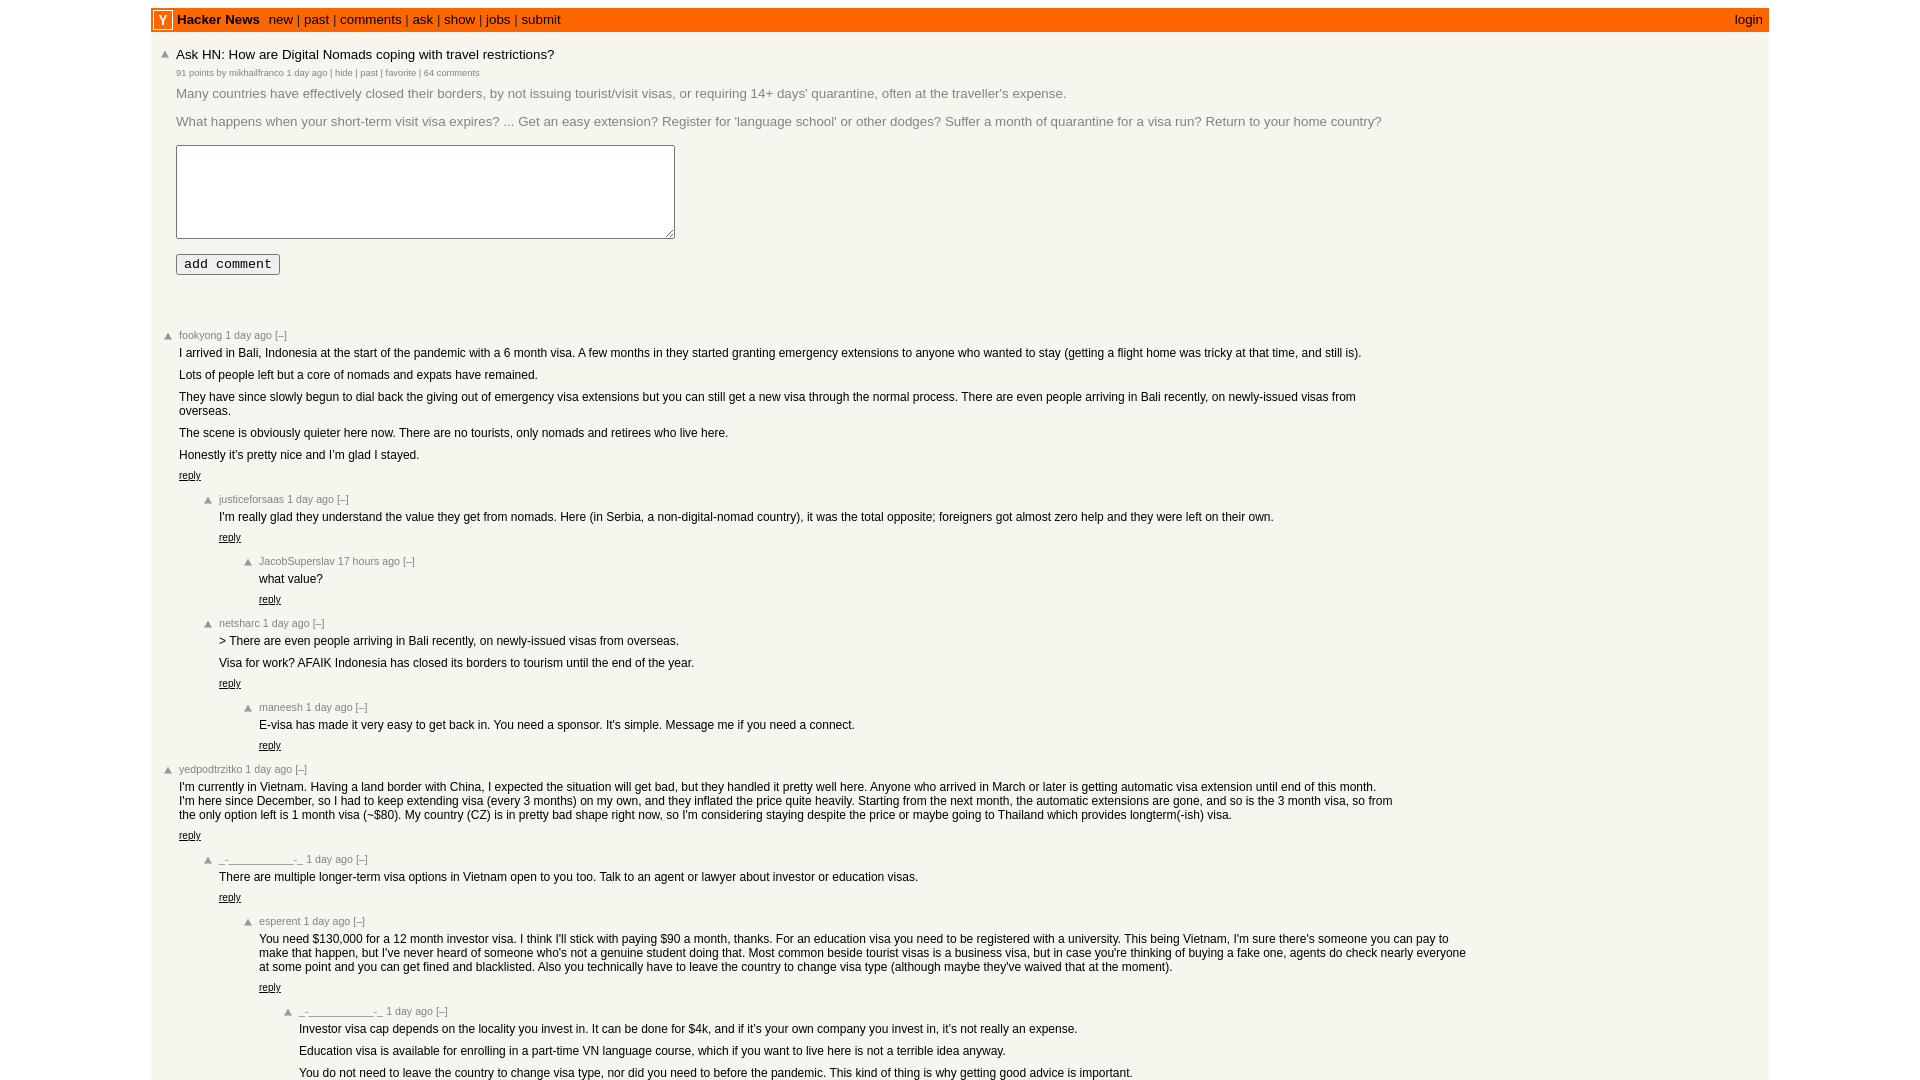 Y Hacker News new | past | comments | ask | show | jobs | submit login
Ask HN: How are Digital Nomads coping with travel restrictions?
91 points by mikhailfranco 1 day ago | hide | past | favorite | 64 comments
Many countries have effectively closed their borders, by not issuing tourist/visit visas, or requiring 14+ days' quarantine, often at the traveller's expense.
What happens when your short-term visit visa expires? ... Get an easy extension? Register for 'language school' or other dodges? Suffer a month of quarantine for a visa run? Return to your home country?
add comment
fookyong 1 day ago [–]
I arrived in Bali, Indonesia at the start of the pandemic with a 6 month visa. A few months in they started granting emergency extensions to anyone who wanted to stay (getting a flight home was tricky at that time, and still is).
Lots of people left but a core of nomads and expats have remained.
They have since slowly begun to dial back the giving out of emergency visa extensions but you can still get a new visa through the normal process. There are even people arriving in Bali recently, on newly-issued visas from
overseas.
The scene is obviously quieter here now. There are no tourists, only nomads and retirees who live here.
Honestly it’s pretty nice and I’m glad I stayed.
reply
justiceforsaas 1 day ago [–]
I'm really glad they understand the value they get from nomads. Here (in Serbia, a non-digital-nomad country), it was the total opposite; foreigners got almost zero help and they were left on their own.
reply
JacobSuperslav 17 hours ago [–]
what value?
reply
netsharc 1 day ago [–]
> There are even people arriving in Bali recently, on newly-issued visas from overseas.
Visa for work? AFAIK Indonesia has closed its borders to tourism until the end of the year.
reply
maneesh 1 day ago [–]
E-visa has made it very easy to get back in. You need a sponsor. It's simple. Message me if you need a connect.
reply
yedpodtrzitko 1 day ago [–]
I'm currently in Vietnam. Having a land border with China, I expected the situation will get bad, but they handled it pretty well here. Anyone who arrived in March or later is getting automatic visa extension until end of this month.
I'm here since December, so I had to keep extending visa (every 3 months) on my own, and they inflated the price quite heavily. Starting from the next month, the automatic extensions are gone, and so is the 3 month visa, so from
the only option left is 1 month visa (~$80). My country (CZ) is in pretty bad shape right now, so I'm considering staying despite the price or maybe going to Thailand which provides longterm(-ish) visa.
reply
_-____________-_ 1 day ago [–]
There are multiple longer-term visa options in Vietnam open to you too. Talk to an agent or lawyer about investor or education visas.
reply
esperent 1 day ago [–]
You need $130,000 for a 12 month investor visa. I think I'll stick with paying $90 a month, thanks. For an education visa you need to be registered with a university. This being Vietnam, I'm sure there's someone you can pay to
make that happen, but I've never heard of someone who's not a genuine student doing that. Most common beside tourist visas is a business visa, but in case you're thinking of buying a fake one, agents do check nearly everyone
at some point and you can get fined and blacklisted. Also you technically have to leave the country to change visa type (although maybe they've waived that at the moment).
reply
_-____________-_ 1 day ago [–]
Investor visa cap depends on the locality you invest in. It can be done for $4k, and if it’s your own company you invest in, it’s not really an expense.
Education visa is available for enrolling in a part-time VN language course, which if you want to live here is not a terrible idea anyway.
You do not need to leave the country to change visa type, nor did you need to before the pandemic. This kind of thing is why getting good advice is important.